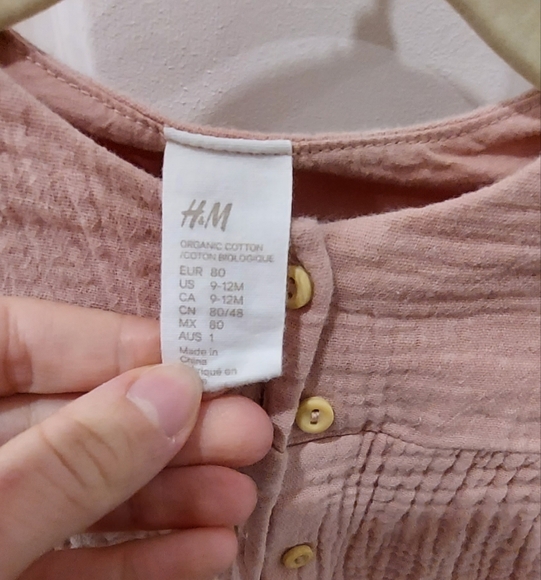 H&M
ORGANIC COTTON
/COTON BIOLOGIQUE
EUR 80
US 9-12M
CA 9-12M
CN 80/48
MX 80
AUS 1
Made in
China